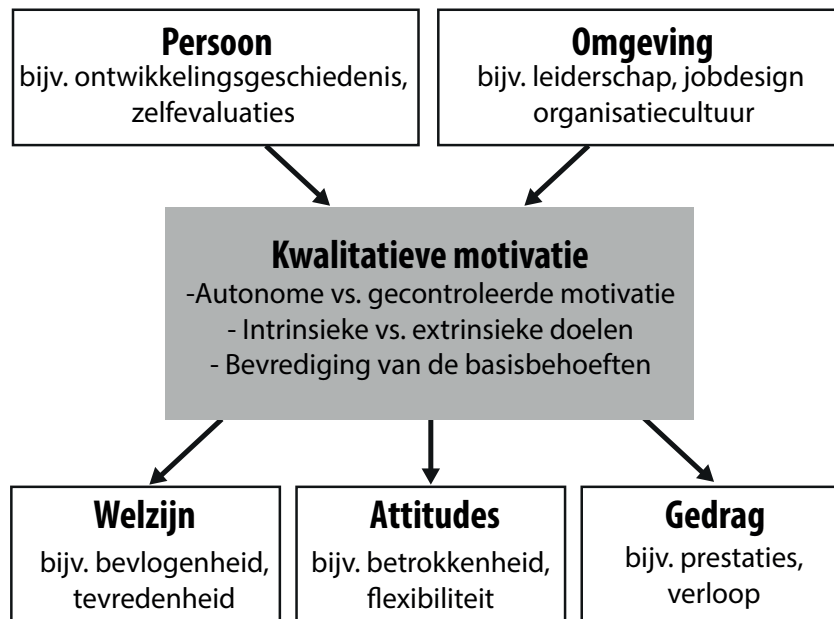 Persoon
bijv. ontwikkelingsgeschiedenis,
zelfevaluaties
Omgeving
bijv. leiderschap, jobdesign
organisatiecultuur
Kwalitatieve motivatie
-Autonome vs. gecontroleerde motivatie
- Intrinsieke vs. extrinsieke doelen
- Bevrediging van de basisbehoeften
Welzijn
bijv. bevlogenheid,
tevredenheid
Attitudes
bijv. betrokkenheid,
flexibiliteit
Gedrag
bijv. prestaties,
verloop